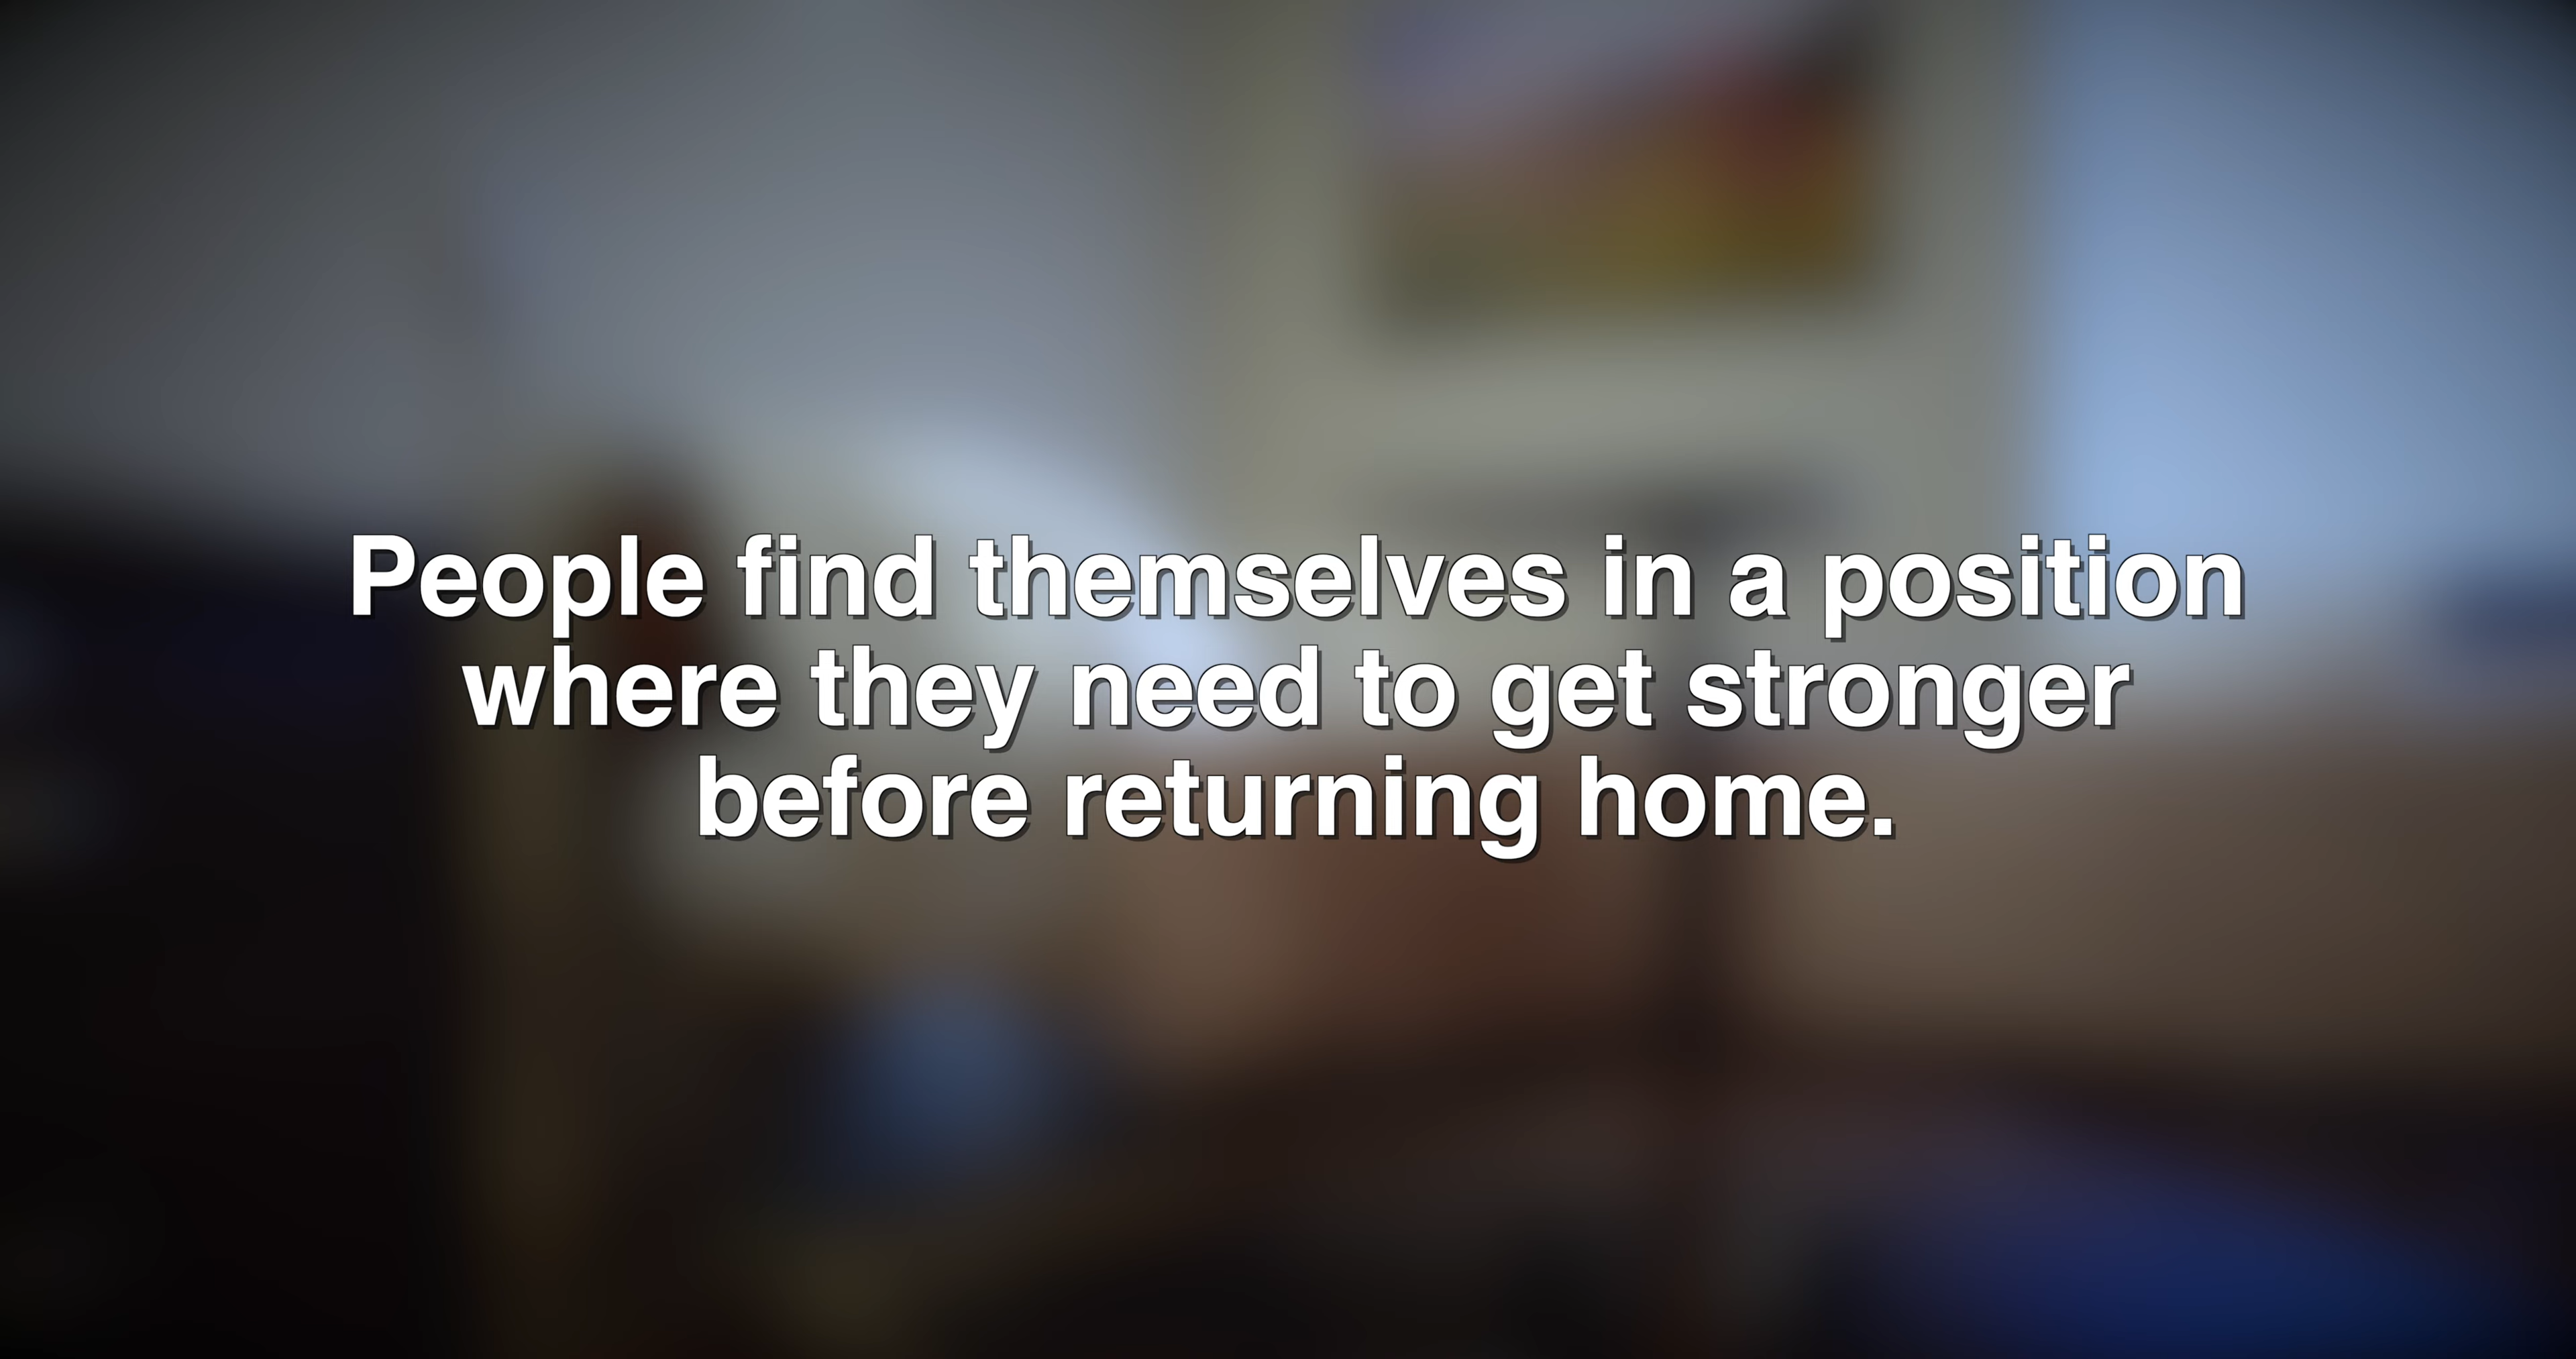 People find themselves in a position
where they need to get stronger
before returning home.